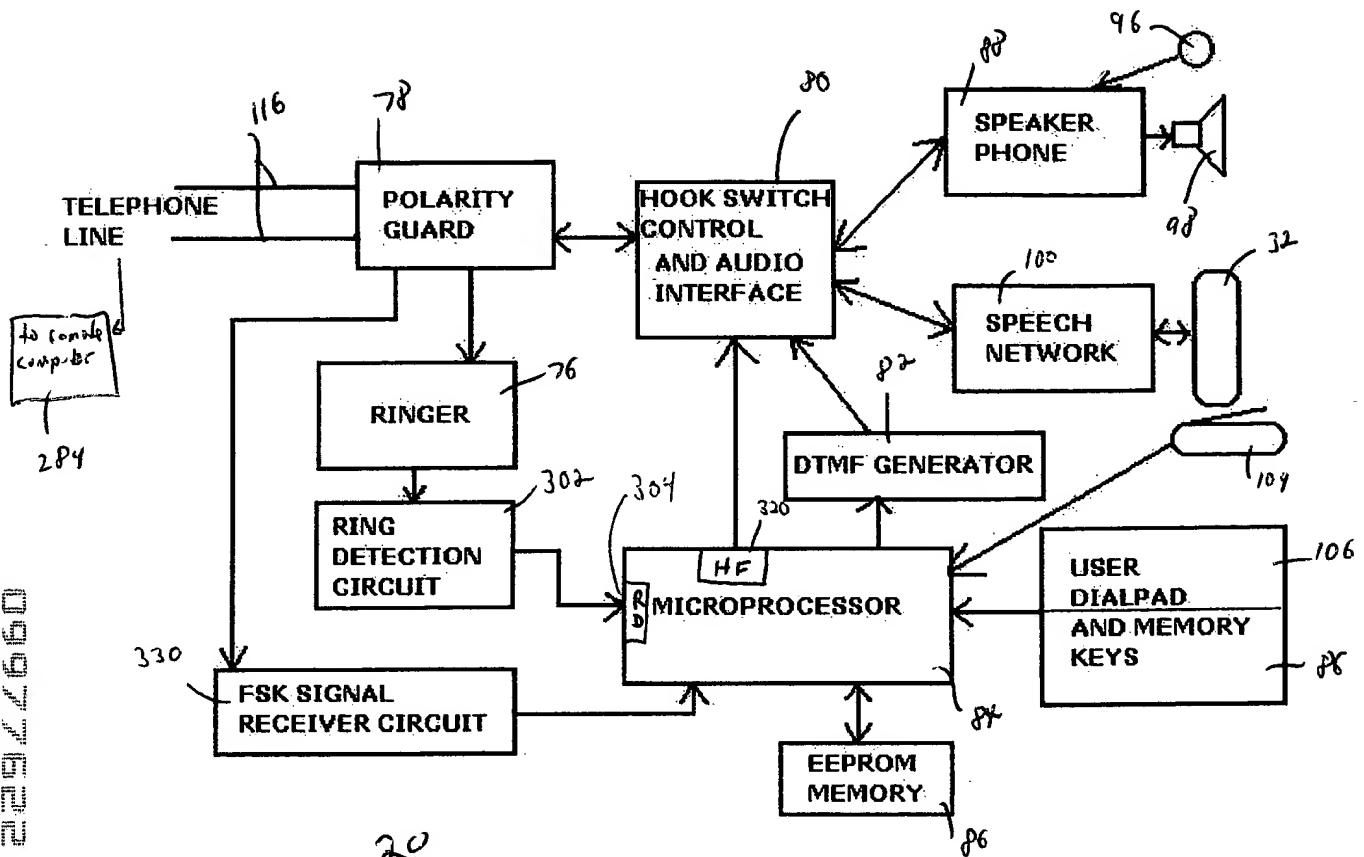 96
88
80
78
116
SPEAKER
PHONE
98
TELEPHONE
LINE
POLARITY
GUARD
HOOK SWITCH
CONTROL
AND AUDIO
INTERFACE
32
100
SPEECH
NETWORK
to remote
computer
284
76
RINGER
82
DTMF GENERATOR
104
302
304
320
RING
DETECTION
CIRCUIT
HF
RD
MICROPROCESSOR
USER
DIALPAD
AND MEMORY
KEYS
106
88
330
FSK SIGNAL
RECEIVER CIRCUIT
84
EEPROM
MEMORY
86
20